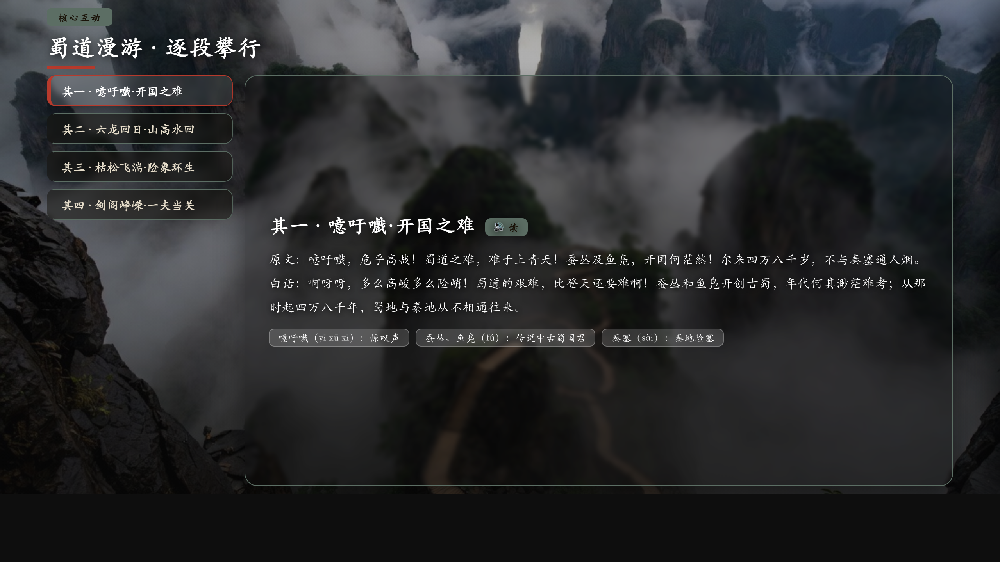 核心互动
蜀道漫游 · 逐段攀行
其一 · 噫吁嚱·开国之难
其二 · 六龙回日·山高水回
其三 · 枯松飞湍·险象环生
其四 · 剑阁峥嵘·一夫当关
其一 · 噫吁嚱·开国之难
🔊 读
原文：噫吁嚱，危乎高哉！蜀道之难，难于上青天！蚕丛及鱼凫，开国何茫然！尔来四万八千岁，不与秦塞通人烟。
白话：啊呀呀，多么高峻多么险峭！蜀道的艰难，比登天还要难啊！蚕丛和鱼凫开创古蜀，年代何其渺茫难考；从那
时起四万八千年，蜀地与秦地从不相通往来。
噫吁嚱（yī xū xī）：惊叹声
蚕丛、鱼凫（fú）：传说中古蜀国君
秦塞（sài）：秦地险塞